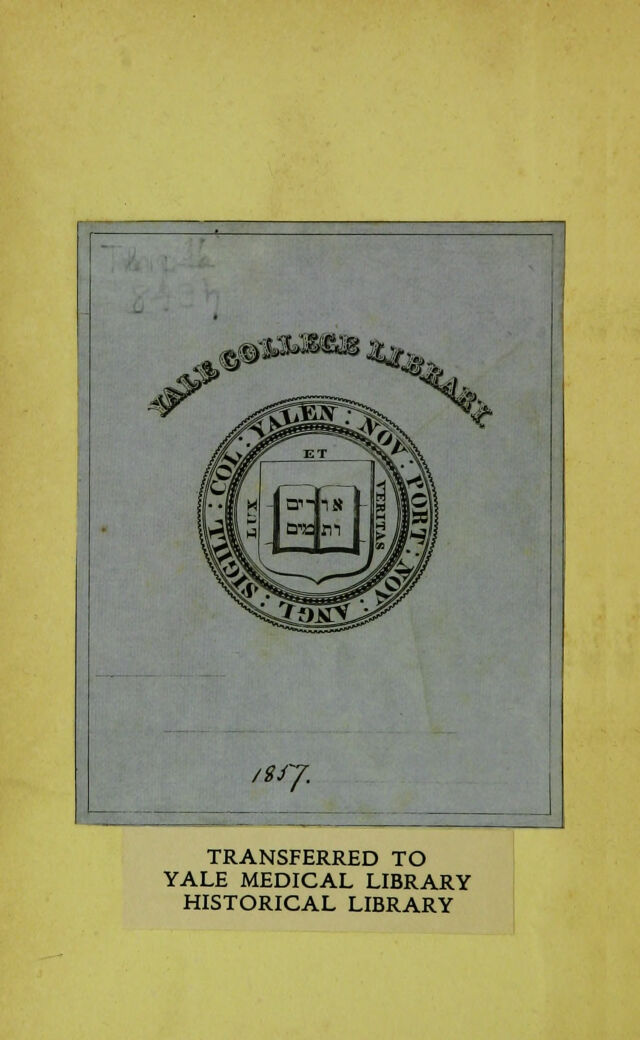 YALE COLLEGE LIBRARY.
SIGILL : COL : YALEN : NOV : PORT : NOV : ANGL :
LUX
ET
VERITAS
אורים
ותמים
1857.
TRANSFERRED TO
YALE MEDICAL LIBRARY
HISTORICAL LIBRARY